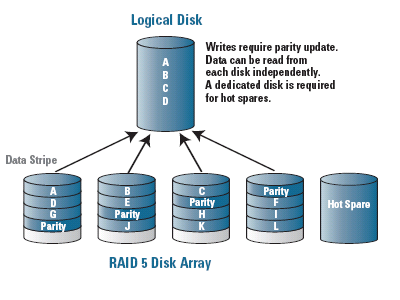 Logical Disk
A
B
C
D
Writes require parity update.
Data can be read from
each disk independently.
A dedicated disk is required
for hot spares.
Data Stripe
A
D
G
Parity
B
E
Parity
J
C
Parity
H
K
Parity
F
I
L
Hot Spare
RAID 5 Disk Array